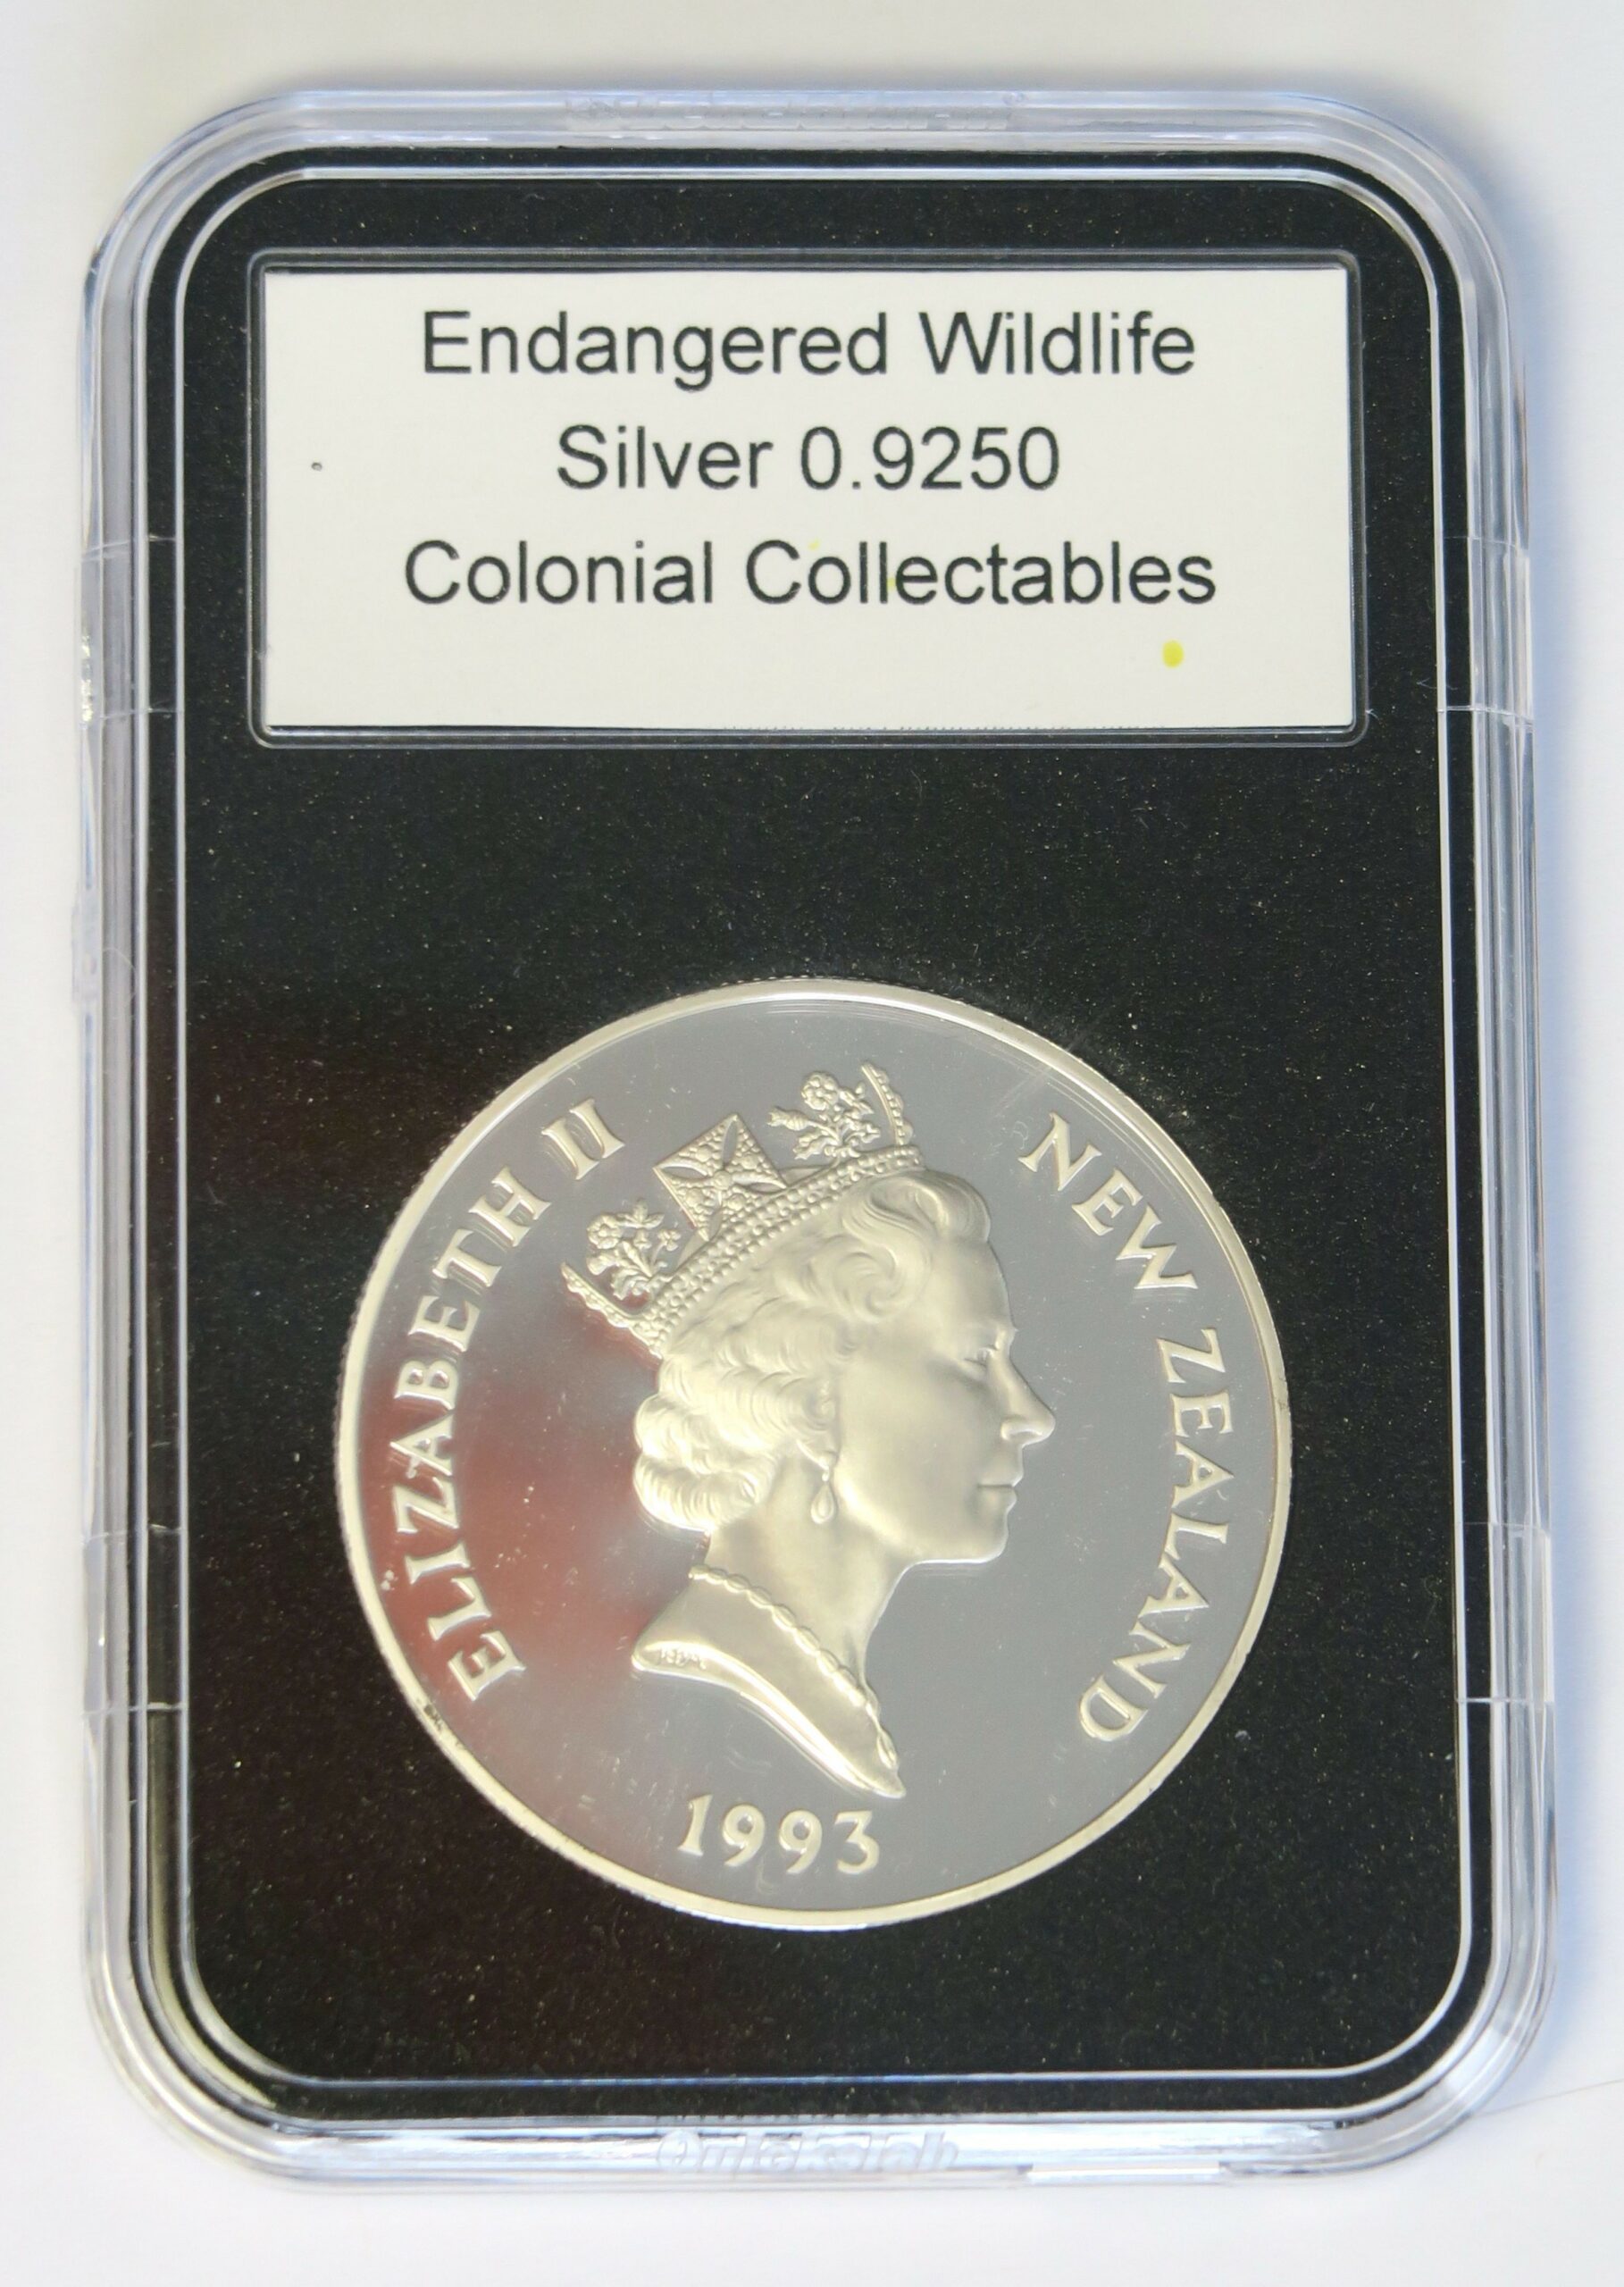 Endangered Wildlife
Silver 0.9250
Colonial Collectables
ELIZABETH II
NEW ZEALAND
1993